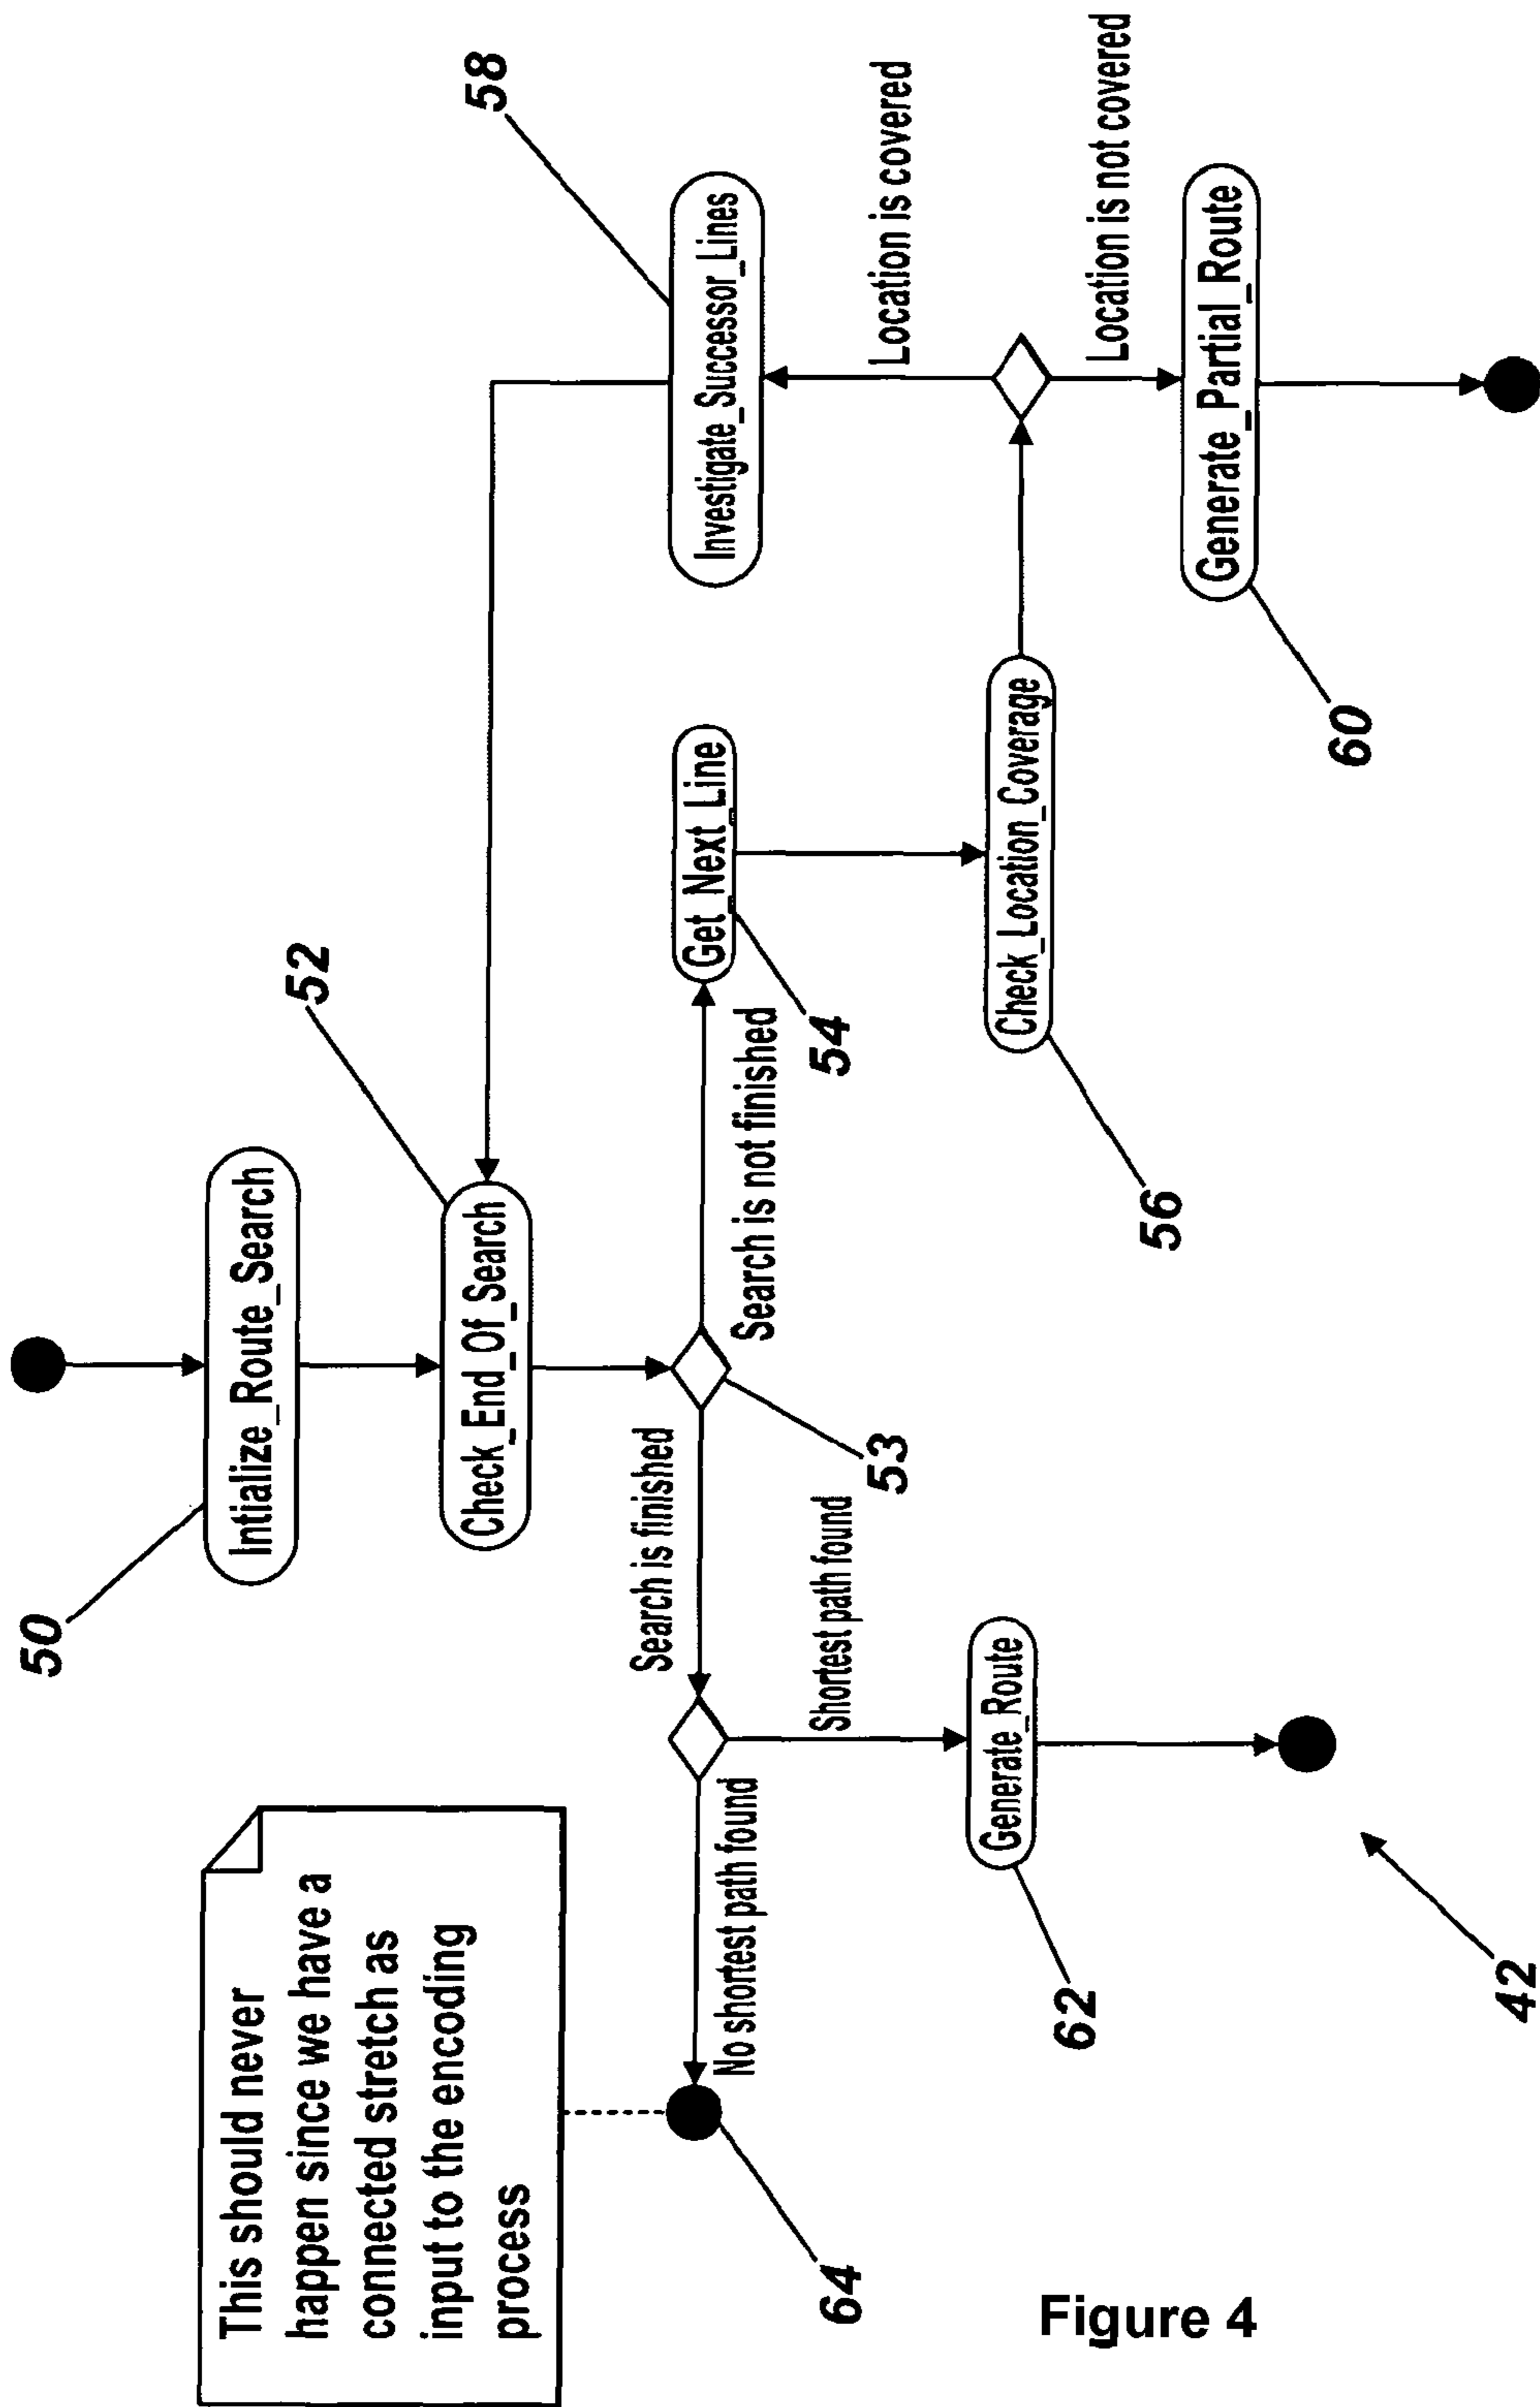 50
Intialize_Route_Search
52
Check_End_Of_Search
58
Investigate_Successor_Lines
This should never
happen since we have a
connected stretch as
input to the encoding
process
Search is finished
53
Search is not finished
Get_Next_Line
54
Location is covered
No shortest path found
64
Shortest path found
Generate_Route
62
Check_Location_Coverage
56
Location is not covered
Generate_Partial_Route
60
42
Figure 4